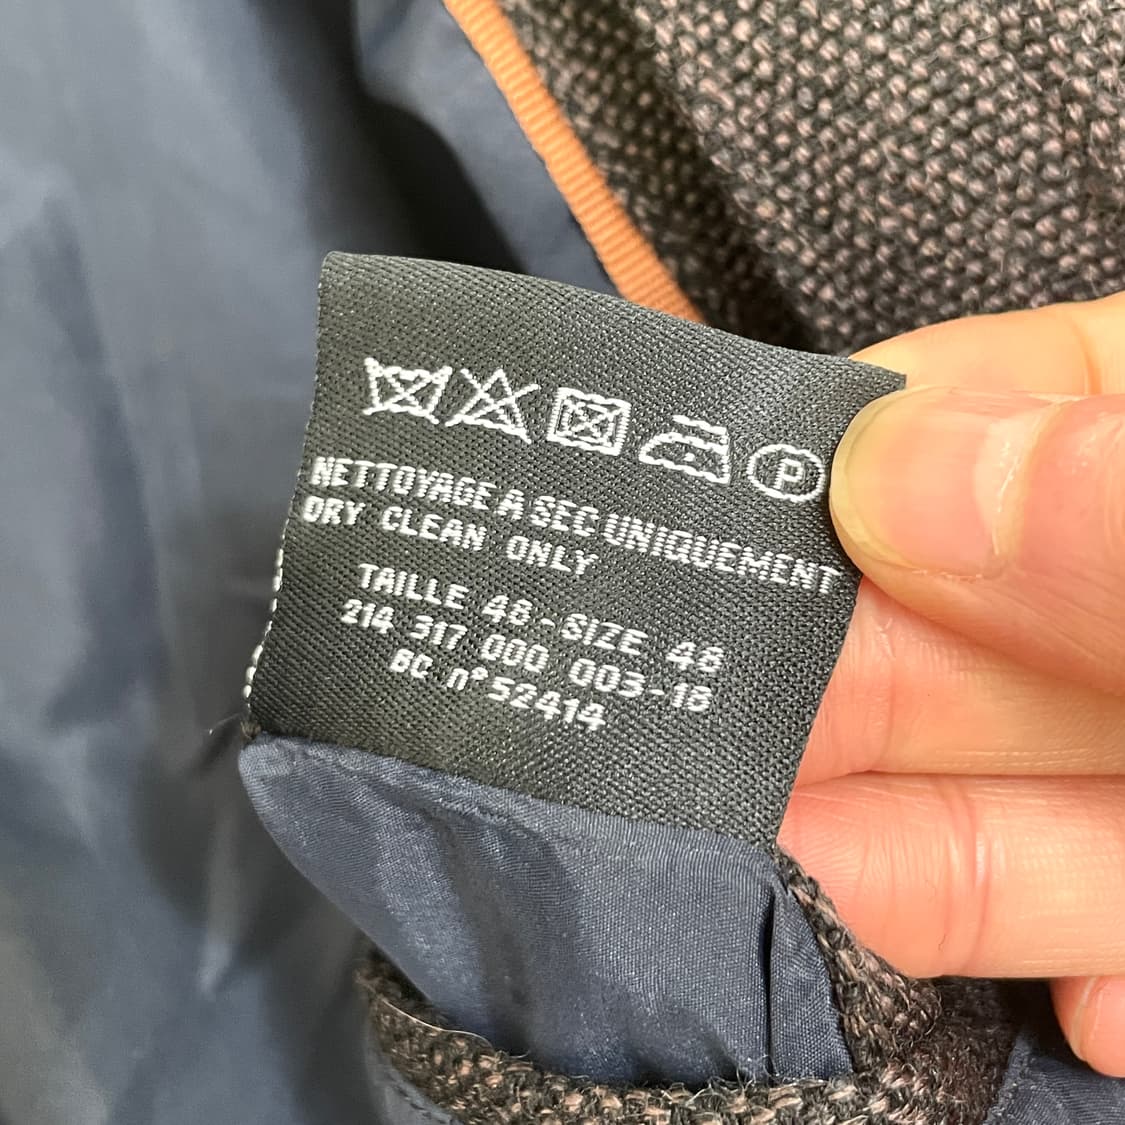 P
NETTOYAGE A SEC UNIQUEMENT
DRY CLEAN ONLY
TAILLE 48-SIZE 48
214 317 000 003-18
BC n° 52414